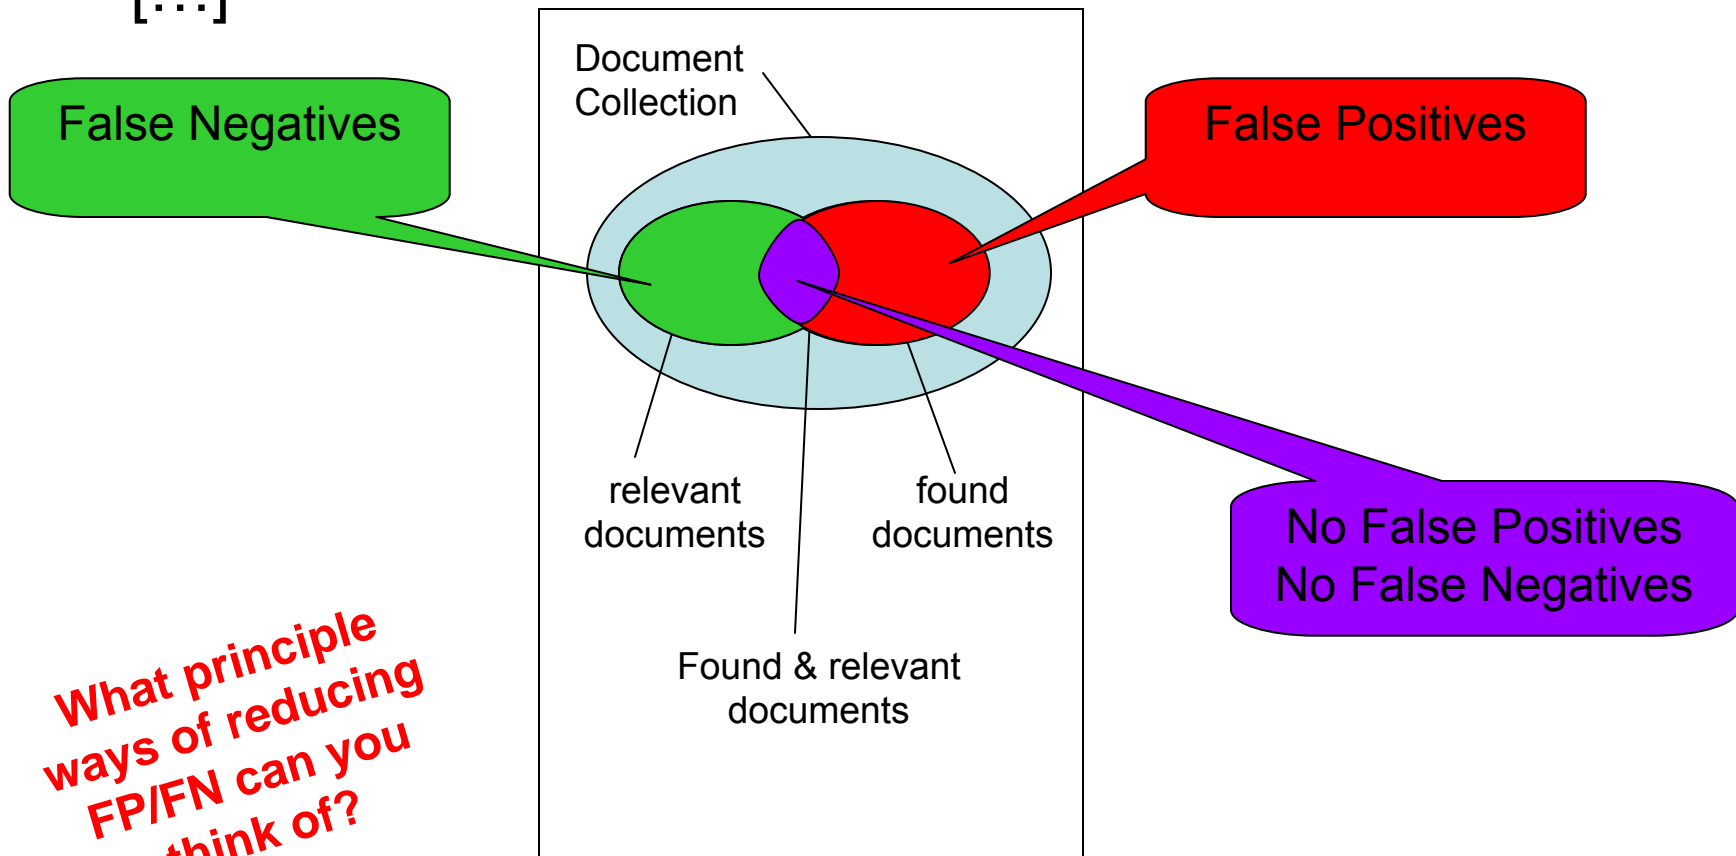 [...]
Document
Collection
False Negatives
False Positives
relevant
documents
found
documents
No False Positives
No False Negatives
Found & relevant
documents
What principle
ways of reducing
FP/FN can you
think of?